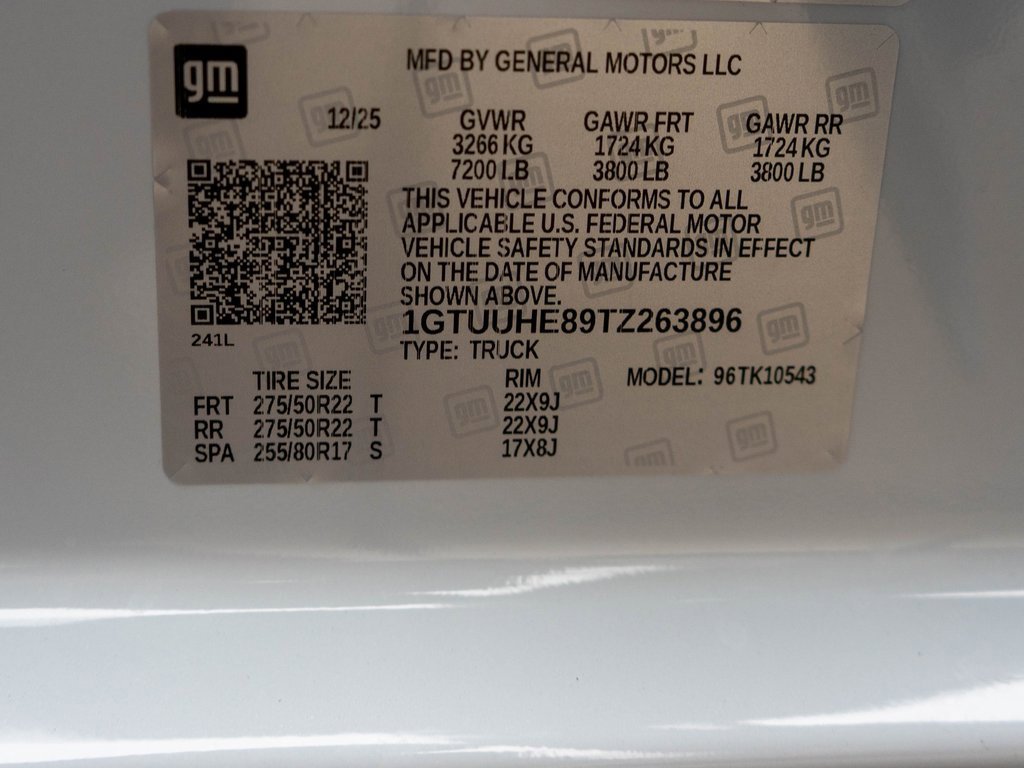 gm
MFD BY GENERAL MOTORS LLC
12/25
GVWR GAWR FRT GAWR RR
3266 KG 1724 KG 1724 KG
7200 LB 3800 LB 3800 LB
THIS VEHICLE CONFORMS TO ALL
APPLICABLE U.S. FEDERAL MOTOR
VEHICLE SAFETY STANDARDS IN EFFECT
ON THE DATE OF MANUFACTURE
SHOWN ABOVE.
1GTUUHE89TZ263896
241L
TYPE: TRUCK
TIRE SIZE RIM MODEL: 96TK10543
FRT 275/50R22 T 22X9J
RR 275/50R22 T 22X9J
SPA 255/80R17 S 17X8J